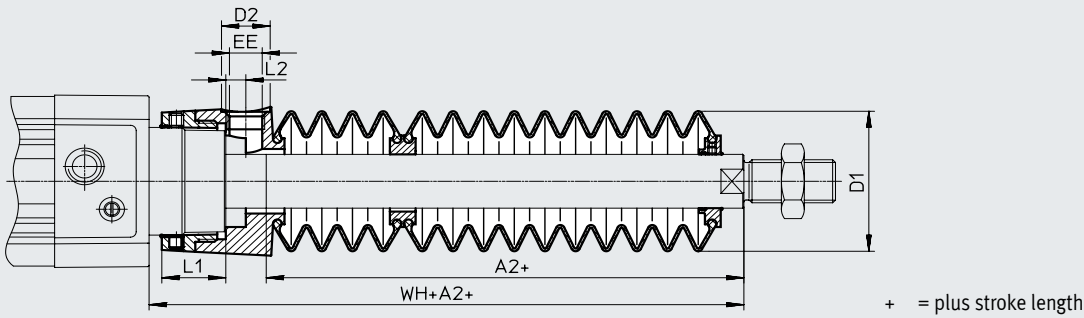 D2
EE
L2
D1
L1
A2+
WH+A2+
+ = plus stroke length